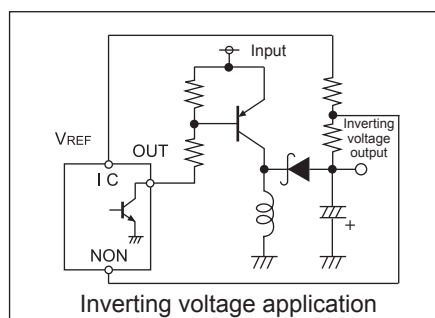 Input
VREF
OUT
Inverting
voltage
output
I C
NON
+
Inverting voltage application